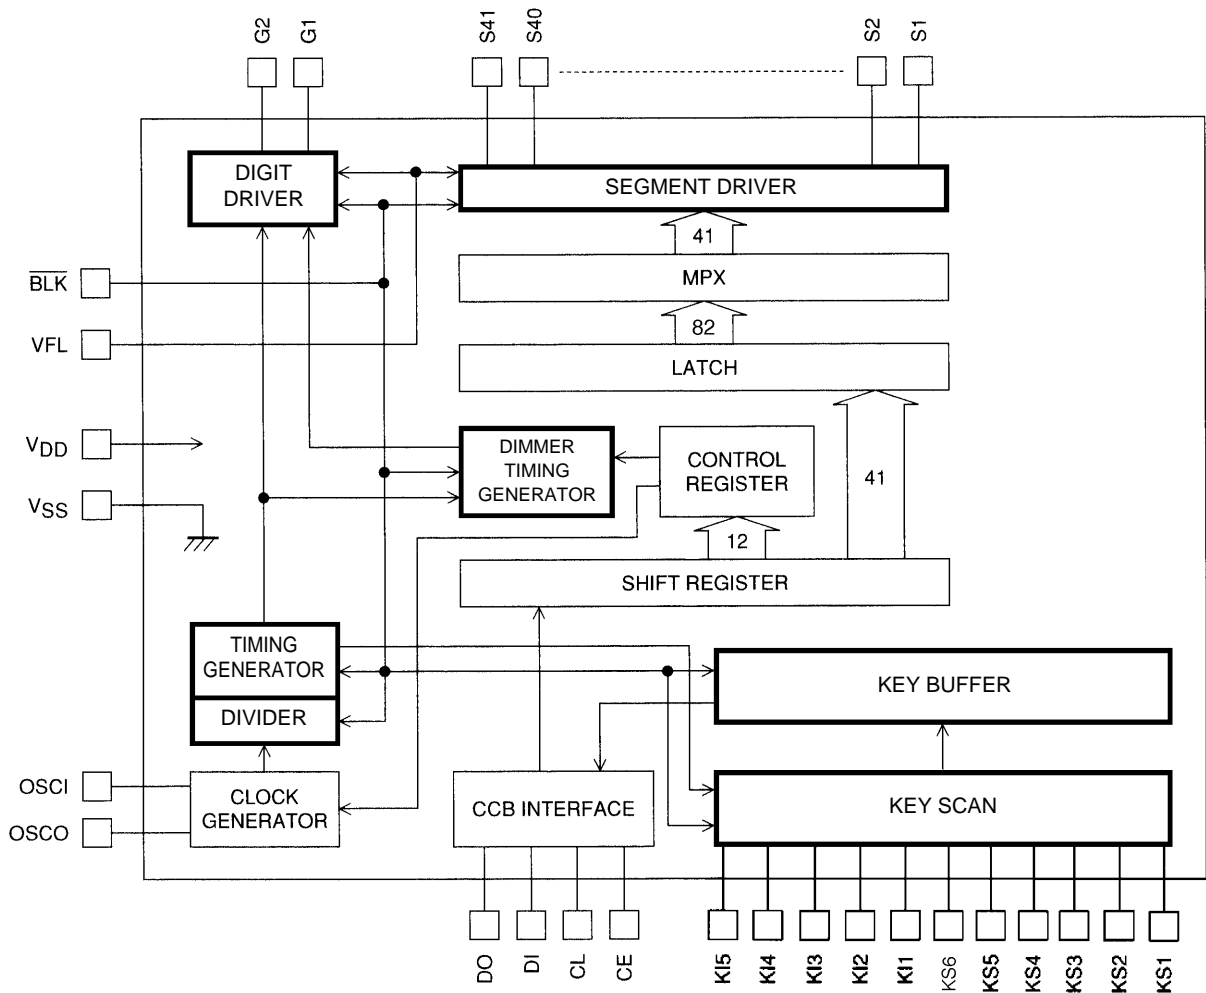 G2 G1 S41 S40 S2 S1
DIGIT
DRIVER
SEGMENT DRIVER
41
BLK
MPX
82
VFL
LATCH
VDD
DIMMER
TIMING
GENERATOR
CONTROL
REGISTER
41
VSS
12
SHIFT REGISTER
TIMING
GENERATOR
KEY BUFFER
DIVIDER
OSCI
CLOCK
GENERATOR
CCB INTERFACE
KEY SCAN
OSCO
DO DI CL CE KI5 KI4 KI3 KI2 KI1 KS6 KS5 KS4 KS3 KS2 KS1